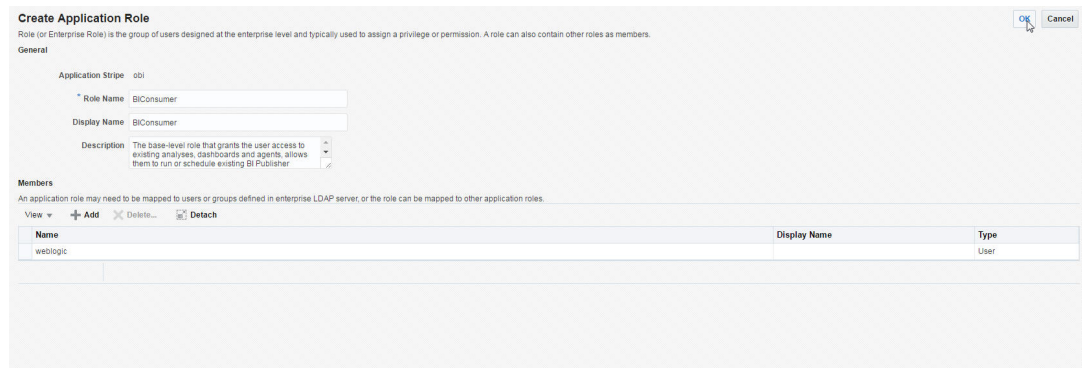 Create Application Role
OK
Cancel
Role (or Enterprise Role) is the group of users designed at the enterprise level and typically used to assign a privilege or permission. A role can also contain other roles as members.
General
Application Stripe obi
* Role Name BIConsumer
Display Name BIConsumer
Description The base-level role that grants the user access to
existing analyses, dashboards and agents, allows
them to run or schedule existing BI Publisher
Members
An application role may need to be mapped to users or groups defined in enterprise LDAP server, or the role can be mapped to other application roles.
View Add Delete... Detach
Name Display Name Type
weblogic User